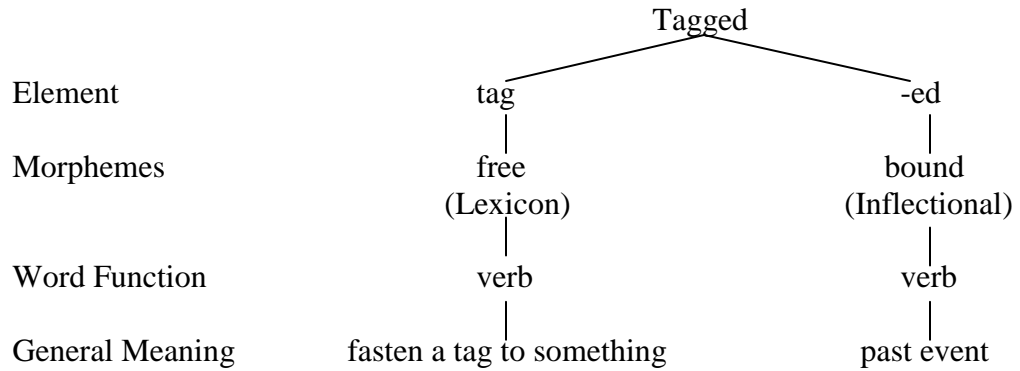 Tagged
Element tag -ed
Morphemes free bound
(Lexicon) (Inflectional)
Word Function verb verb
General Meaning fasten a tag to something past event